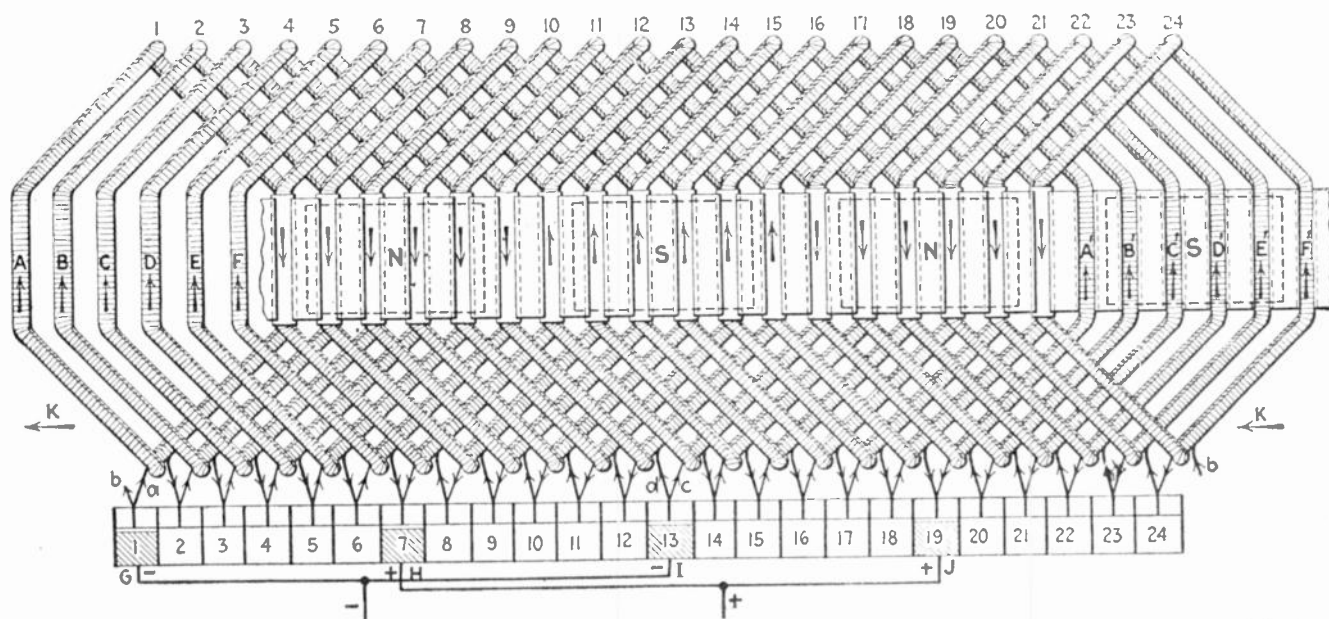 1 2 3 4 5 6 7 8 9 10 11 12 13 14 15 16 17 18 19 20 21 22 23 24
A B C D E F N S N A' B' C' D' S E' F'
K K
b a d c b
1 2 3 4 5 6 7 8 9 10 11 12 13 14 15 16 17 18 19 20 21 22 23 24
G - + H - I + J
- +